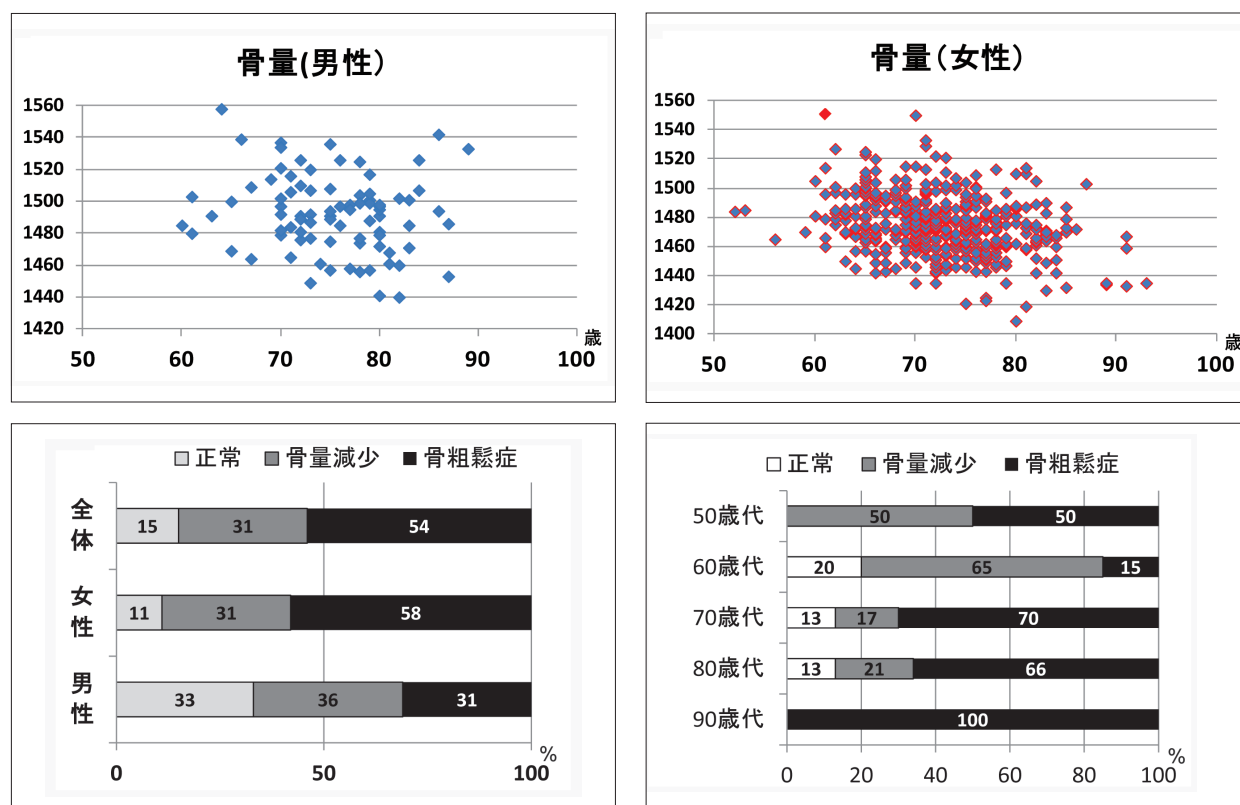 骨量(男性)
1560
1540
1520
1500
1480
1460
1440
1420
50 60 70 80 90 100
歳
骨量(女性)
1560
1540
1520
1500
1480
1460
1440
1420
1400
50 60 70 80 90 100
歳
正常 骨量減少 骨粗鬆症
全体 15 31 54
女性 11 31 58
男性 33 36 31
0 50 100
%
正常 骨量減少 骨粗鬆症
50歳代 50 50
60歳代 20 65 15
70歳代 13 17 70
80歳代 13 21 66
90歳代 100
0 20 40 60 80 100
%